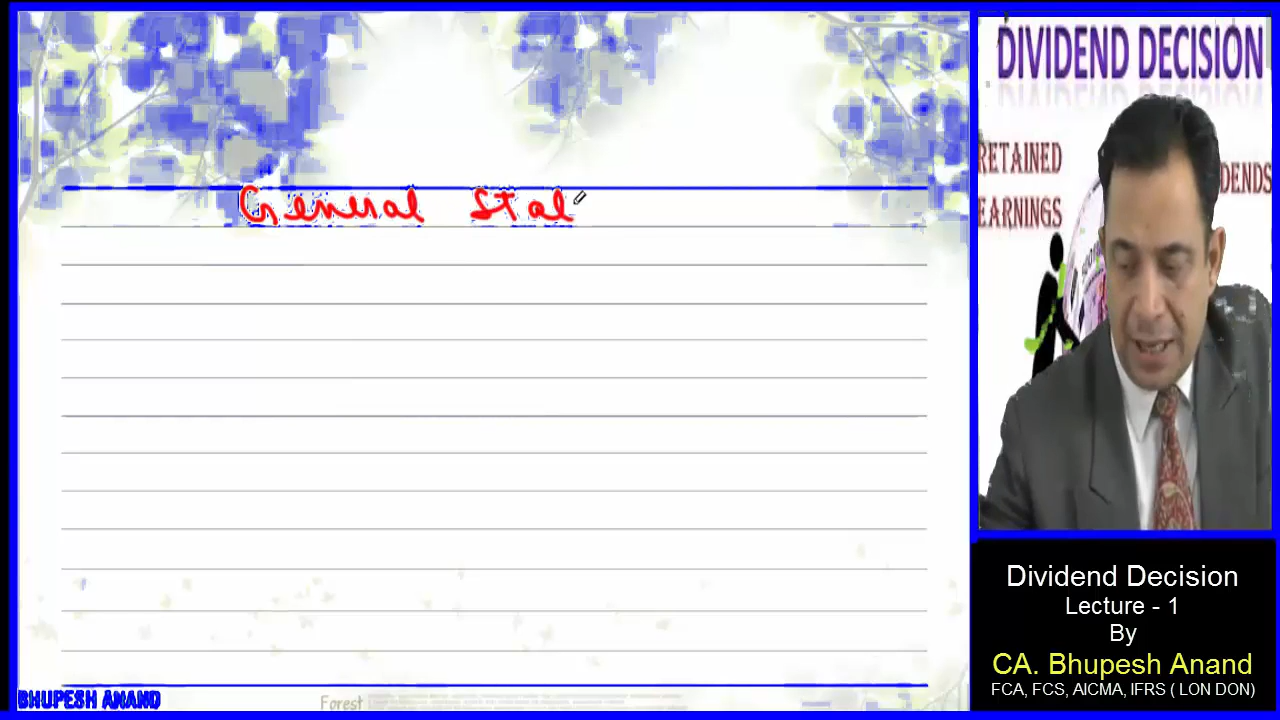 DIVIDEND DECISION
RETAINED
EARNINGS
DENDS
General Stat
Dividend Decision
Lecture - 1
By
CA. Bhupesh Anand
FCA, FCS, AICMA, IFRS ( LON DON)
BHUPESH ANAND
Forest